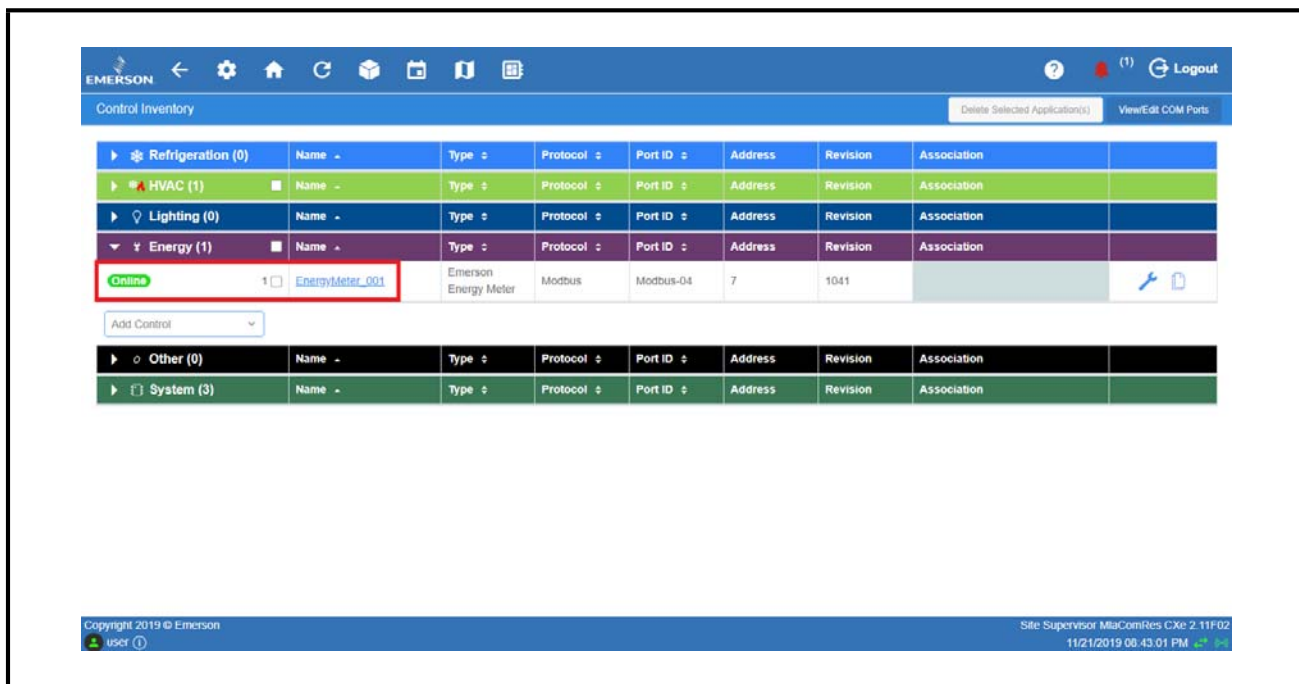 EMERSON
(1) Logout
Control Inventory Delete Selected Application(s) View/Edit COM Ports
Refrigeration (0) Name Type Protocol Port ID Address Revision Association
HVAC (1) Name Type Protocol Port ID Address Revision Association
Lighting (0) Name Type Protocol Port ID Address Revision Association
Energy (1) Name Type Protocol Port ID Address Revision Association
Online 1 EnergyMeter_001 Emerson Energy Meter Modbus Modbus-04 7 1041
Add Control
Other (0) Name Type Protocol Port ID Address Revision Association
System (3) Name Type Protocol Port ID Address Revision Association
Copyright 2019 © Emerson Site Supervisor MlaComRes CXe 2.11F02
user 11/21/2019 08:43:01 PM